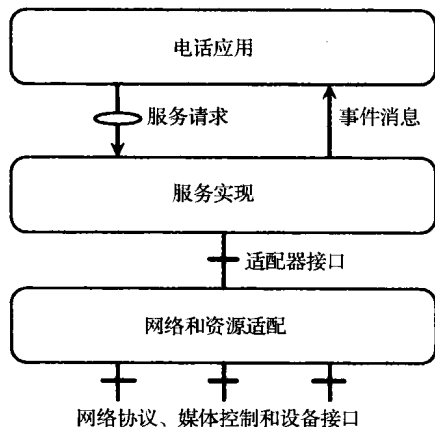 电话应用
服务请求
事件消息
服务实现
适配器接口
网络和资源适配
网络协议、媒体控制和设备接口